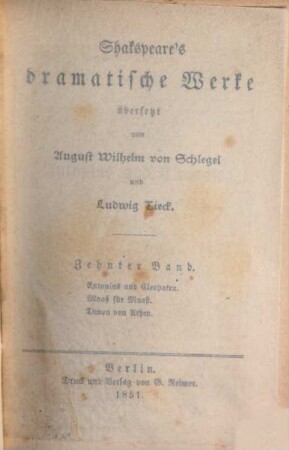 Shakspeare's
dramatische Werke
übersetzt
von
August Wilhelm von Schlegel
und
Ludwig Tieck.
Zehnter Band.
Antonius und Cleopatra.
Maaß für Maaß.
Timon von Athen.
Berlin.
Druck und Verlag von G. Reimer.
1851.